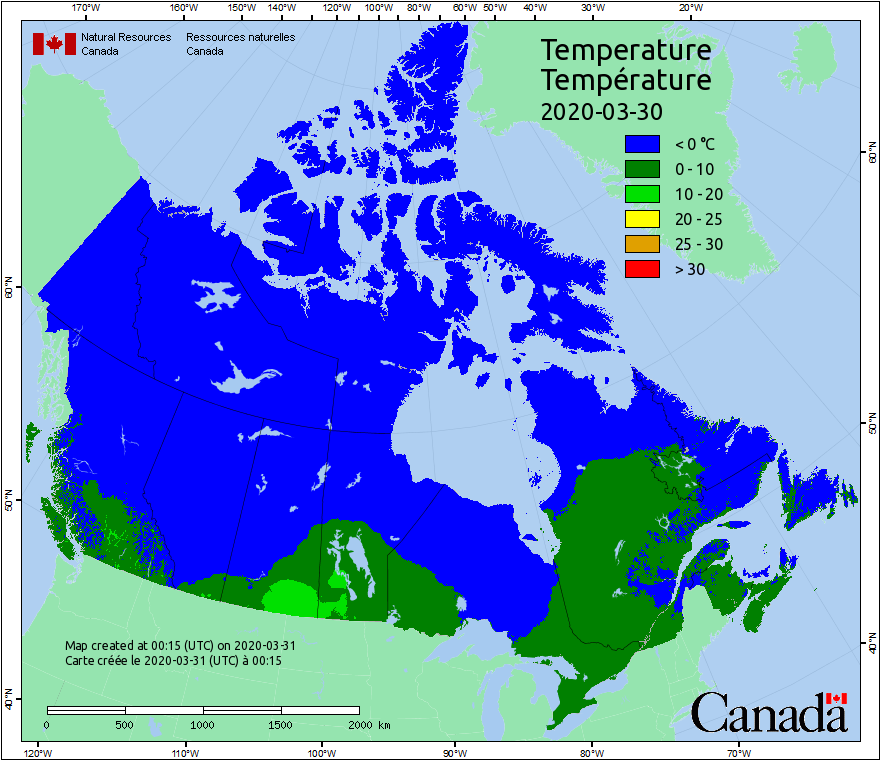 170°W 160°W 150°W 140°W 120°W 100°W 80°W 60°W 50°W 40°W 30°W 20°W
Natural Resources Ressources naturelles
Canada Canada
Temperature
Température
2020-03-30
< 0 °C
0 - 10
10 - 20
20 - 25
25 - 30
> 30
60°N
60°N
50°N
50°N
40°N
40°N
Map created at 00:15 (UTC) on 2020-03-31
Carte créée le 2020-03-31 (UTC) à 00:15
0 500 1000 1500 2000 km
Canada
120°W 110°W 100°W 90°W 80°W 70°W